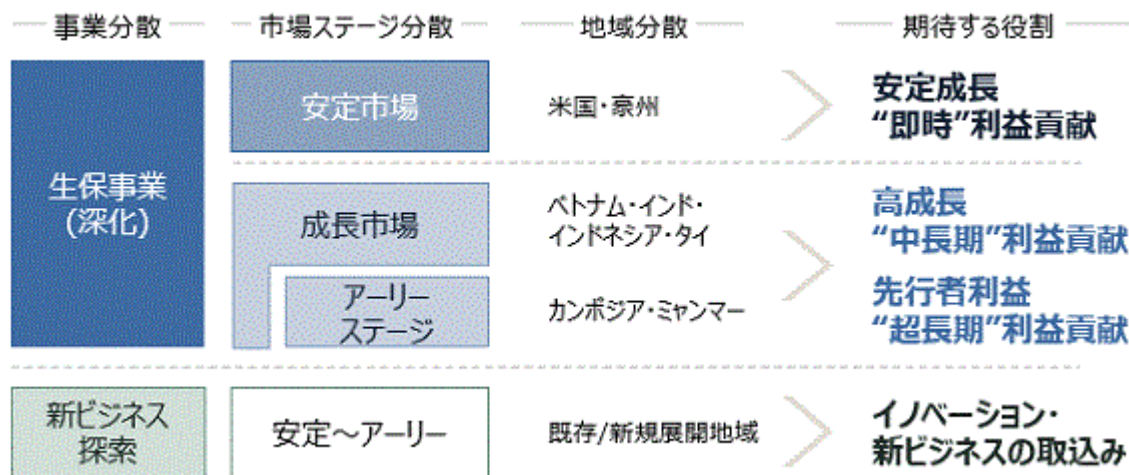 事業分散
市場ステージ分散
地域分散
期待する役割
生保事業
(深化)
安定市場
米国・豪州
安定成長
“即時”利益貢献
成長市場
ベトナム・インド・
インドネシア・タイ
高成長
“中長期”利益貢献
アーリー
ステージ
カンボジア・ミャンマー
先行者利益
“超長期”利益貢献
新ビジネス
探索
安定～アーリー
既存/新規展開地域
イノベーション・
新ビジネスの取込み